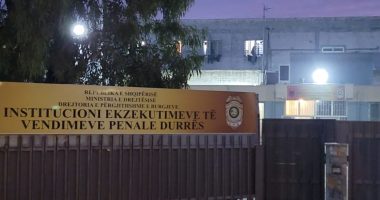 REPUBLIKA E SHQIPËRISË
MINISTRIA E DREJTËSISË
DREJTORIA E PËRGJITHSHME E BURGJEVE
INSTITUCIONI EKZEKUTIMEVE TË
VENDIMEVE PENALE DURRËS